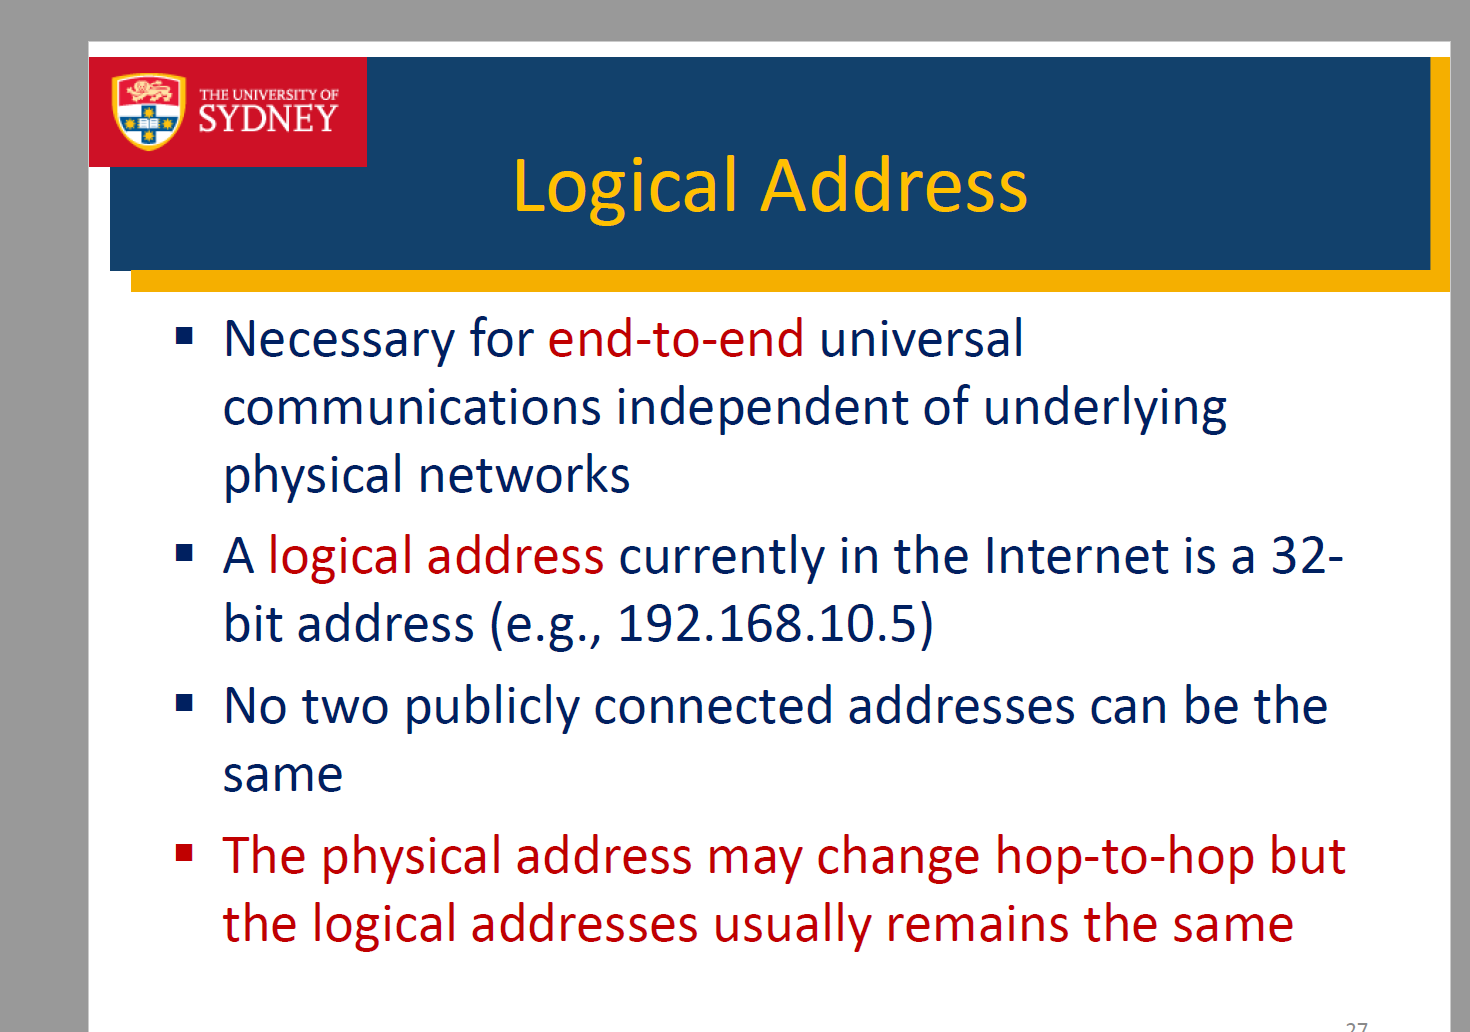 THE UNIVERSITY OF
SYDNEY
Logical Address
▪ Necessary for end-to-end universal
communications independent of underlying
physical networks
▪ A logical address currently in the Internet is a 32-
bit address (e.g., 192.168.10.5)
▪ No two publicly connected addresses can be the
same
▪ The physical address may change hop-to-hop but
the logical addresses usually remains the same
27